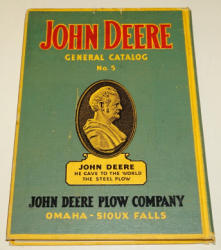 JOHN DEERE
GENERAL CATALOG
No. 5
JOHN DEERE
HE GAVE TO THE WORLD
THE STEEL PLOW
JOHN DEERE PLOW COMPANY
OMAHA - SIOUX FALLS